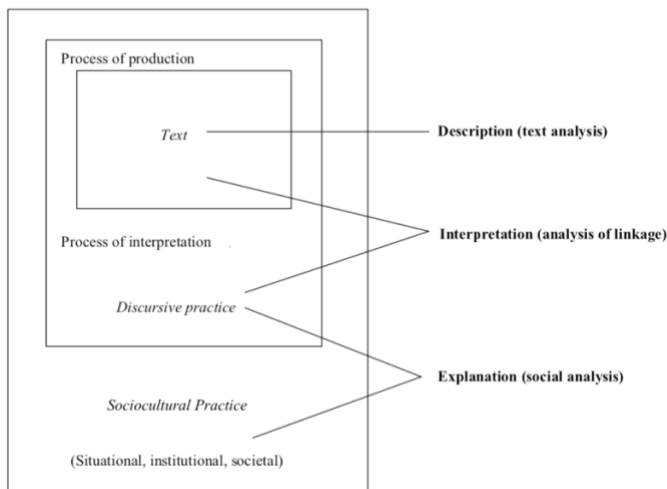 Process of production
Text
Description (text analysis)
Interpretation (analysis of linkage)
Process of interpretation
Discursive practice
Explanation (social analysis)
Sociocultural Practice
(Situational, institutional, societal)